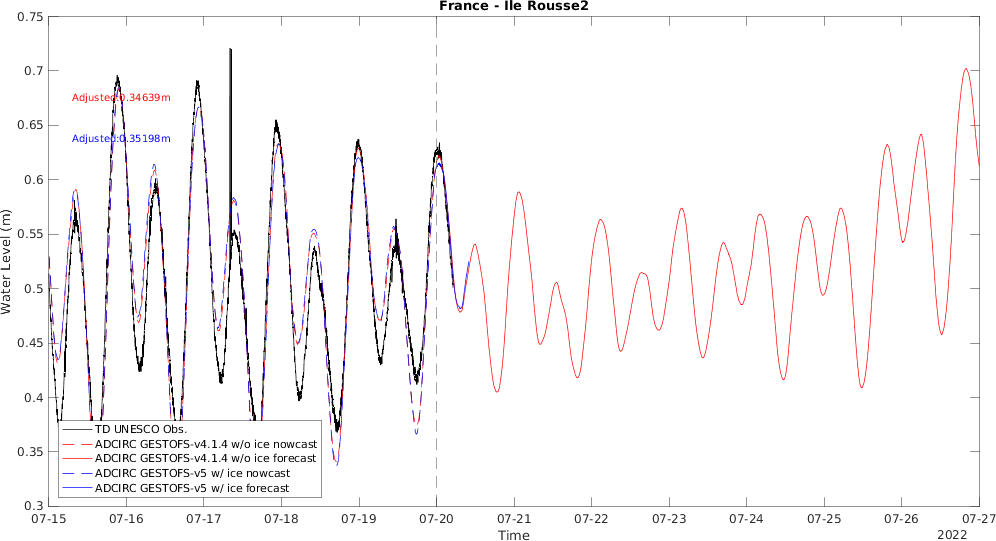 France - Ile Rousse2
0.75
0.7
0.65
0.6
0.55
0.5
0.45
0.4
0.35
0.3
Water Level (m)
Adjusted:0.34639m
Adjusted:0.35198m
TD UNESCO Obs.
ADCIRC GESTOFS-v4.1.4 w/o ice nowcast
ADCIRC GESTOFS-v4.1.4 w/o ice forecast
ADCIRC GESTOFS-v5 w/ ice nowcast
ADCIRC GESTOFS-v5 w/ ice forecast
07-15 07-16 07-17 07-18 07-19 07-20 07-21 07-22 07-23 07-24 07-25 07-26 07-27
Time
2022